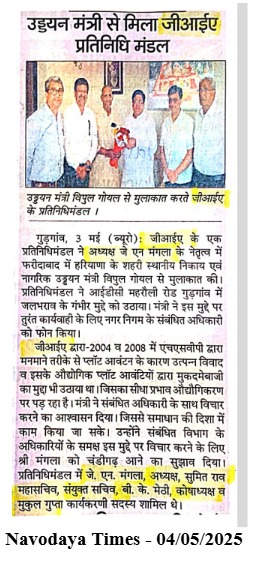 उड्डयन मंत्री से मिला जीआईए
प्रतिनिधि मंडल
उड्डयन मंत्री विपुल गोयल से मुलाकात करते जीआईए
के प्रतिनिधिमंडल ।
गुड़गांव, 3 मई (ब्यूरो): जीआईए के एक
प्रतिनिधिमंडल ने अध्यक्ष जे एन मंगला के नेतृत्व में
फरीदाबाद में हरियाणा के शहरी स्थानीय निकाय एवं
नागरिक उड्डयन मंत्री विपुल गोयल से मुलाकात की।
प्रतिनिधिमंडल ने आईडीसी महरौली रोड गुड़गांव में
जलभराव के गंभीर मुद्दे को उठाया। मंत्री ने इस मुद्दे पर
तुरंत कार्यवाही के लिए नगर निगम के संबंधित अधिकारी
को फोन किया।
जीआईए द्वारा-2004 व 2008 में एचएसवीपी द्वारा
मनमाने तरीके से प्लॉट आवंटन के कारण उत्पन्न विवाद
व इसके औद्योगिक प्लाट आवंटियों द्वारा मुकदमेबाजी
का मुद्दा भी उठाया था। जिसका सीधा प्रभाव औद्योगीकरण
पर पड़ रहा है। मंत्री ने संबंधित अधिकारी के साथ विचार
करने का आश्वासन दिया। जिससे समाधान की दिशा में
काम किया जा सके। उन्होंने संबंधित विभाग के
अधिकारियों के समक्ष इस मुद्दे पर विचार करने के लिए
श्री मंगला को चंडीगढ़ आने का सुझाव दिया।
प्रतिनिधिमंडल में जे. एन. मंगला, अध्यक्ष, सुमित राव
महासचिव, संयुक्त सचिव, बी. के. मेठी, कोषाध्यक्ष व
मुकुल गुप्ता कार्यकरणी सदस्य शामिल थे।
Navodaya Times - 04/05/2025